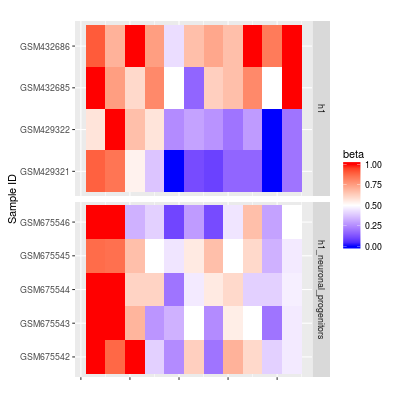 Sample ID
GSM432686
GSM432685
GSM429322
GSM429321
h1
GSM675546
GSM675545
GSM675544
GSM675543
GSM675542
h1_neuronal_progenitors
beta
1.00
0.75
0.50
0.25
0.00